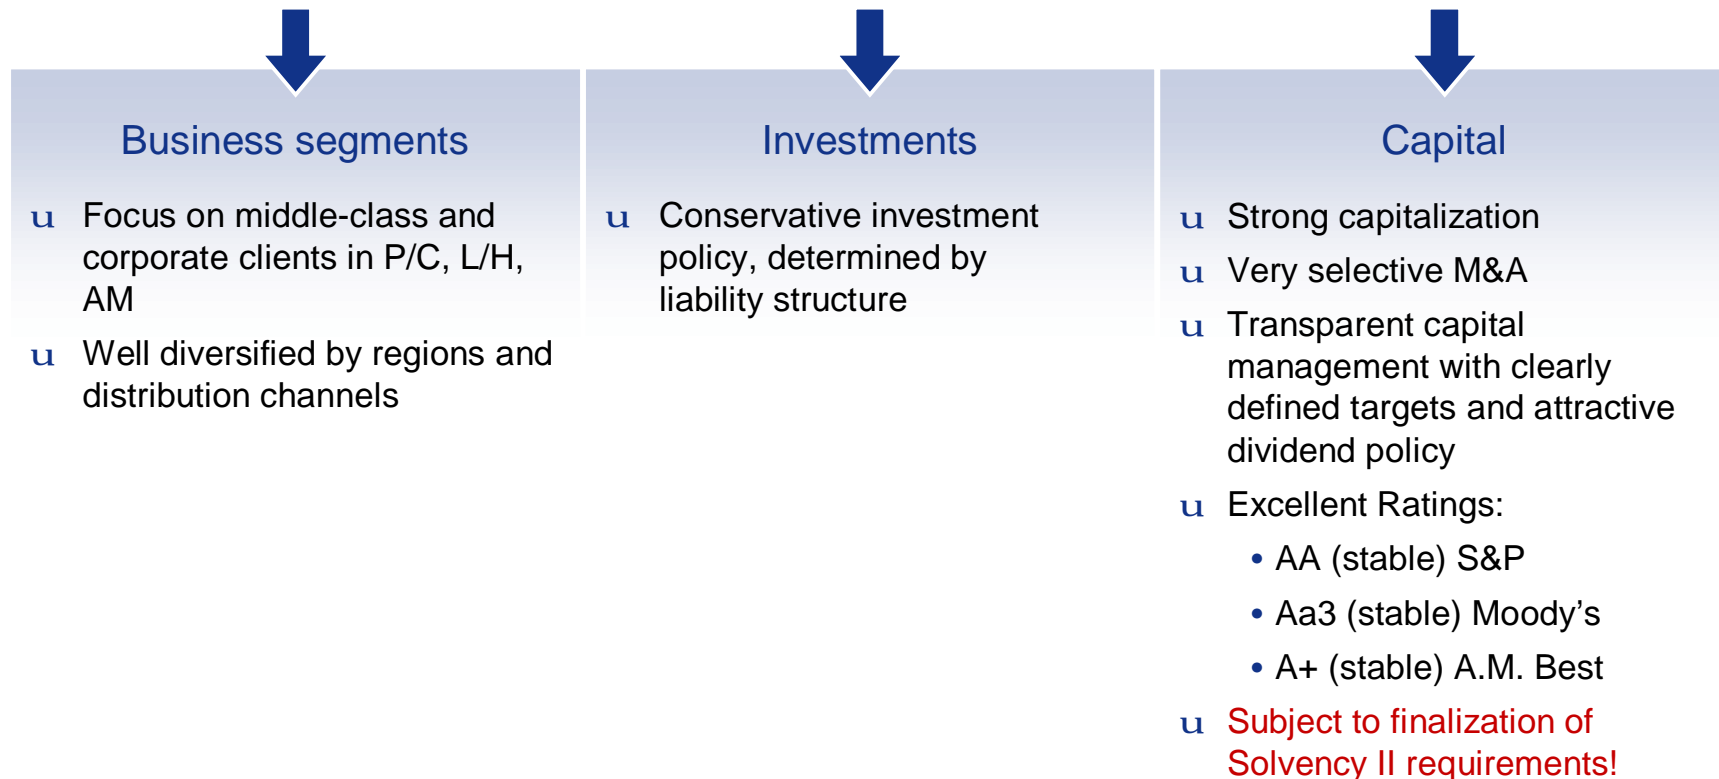 Business segments
u Focus on middle-class and
corporate clients in P/C, L/H,
AM
u Well diversified by regions and
distribution channels
Investments
u Conservative investment
policy, determined by
liability structure
Capital
u Strong capitalization
u Very selective M&A
u Transparent capital
management with clearly
defined targets and attractive
dividend policy
u Excellent Ratings:
• AA (stable) S&P
• Aa3 (stable) Moody’s
• A+ (stable) A.M. Best
u Subject to finalization of
Solvency II requirements!